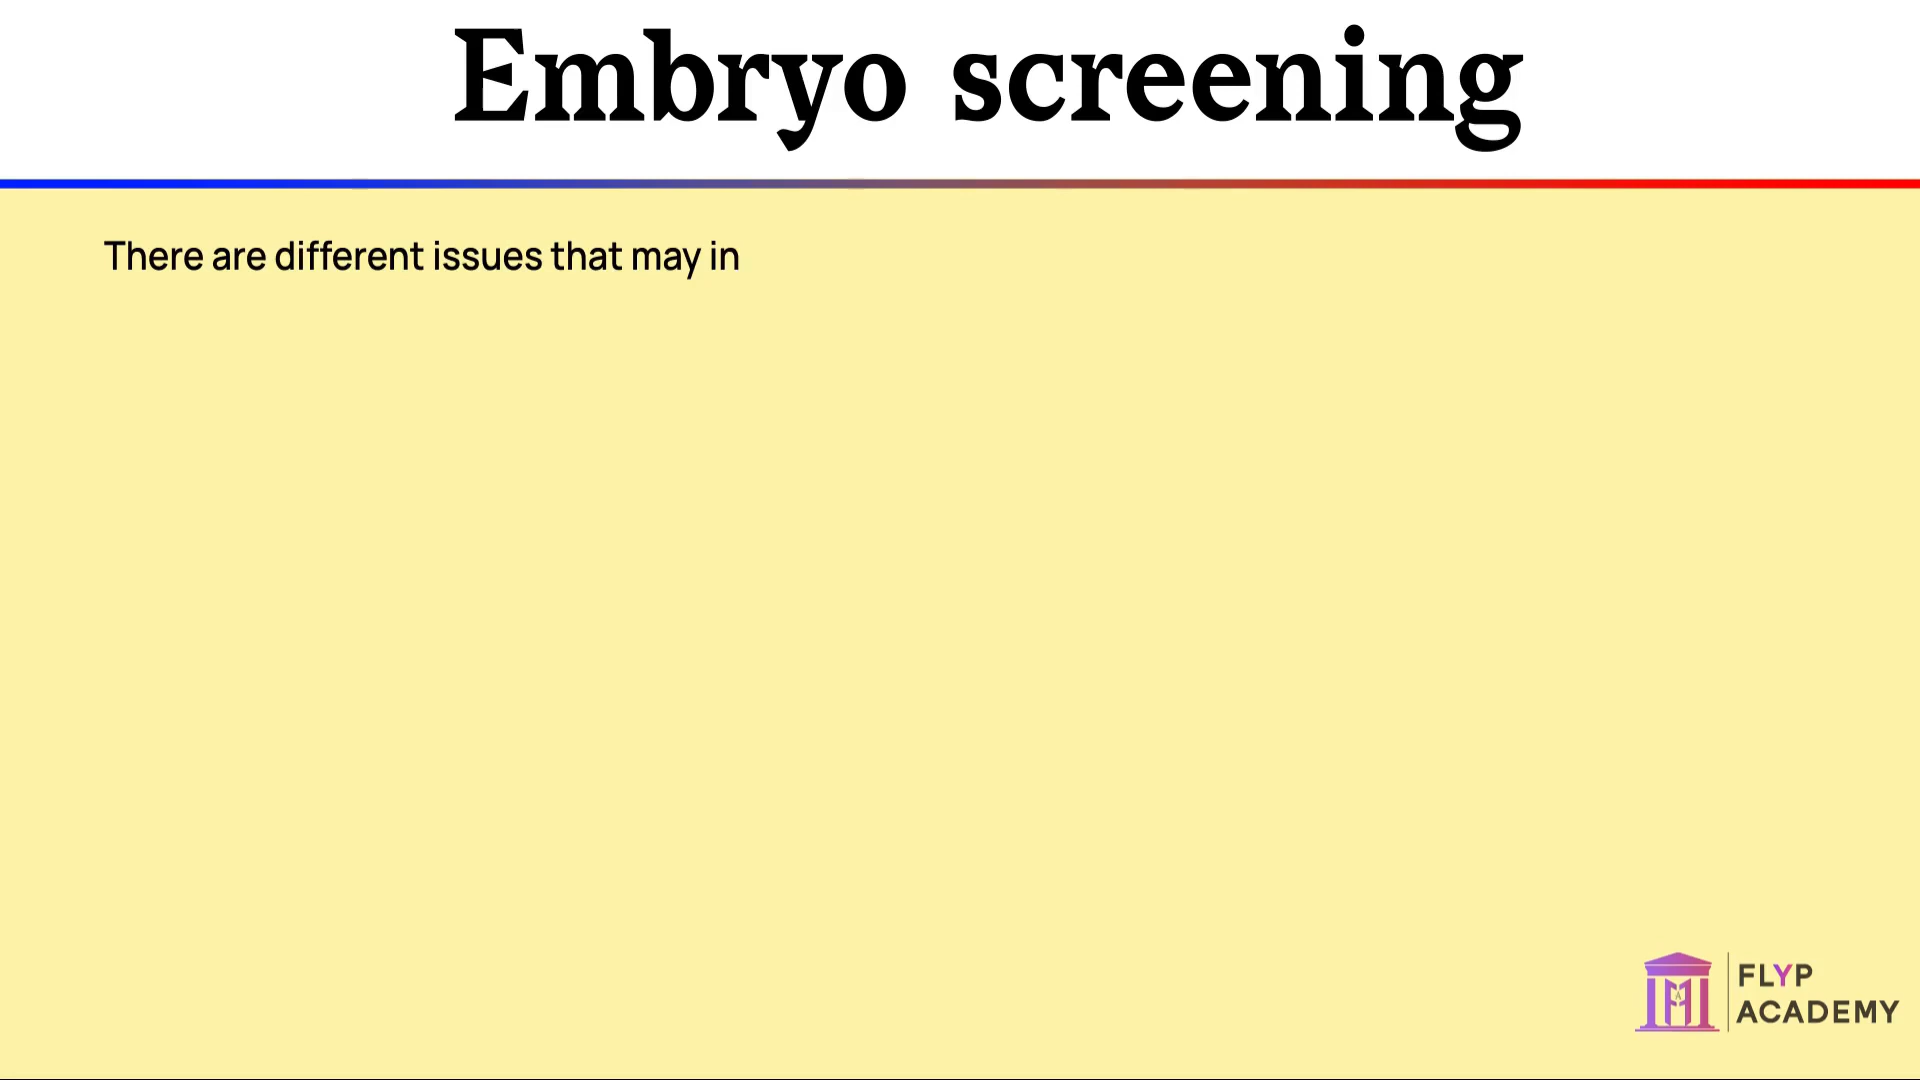 Embryo screening
There are different issues that may in
FLYP
ACADEMY